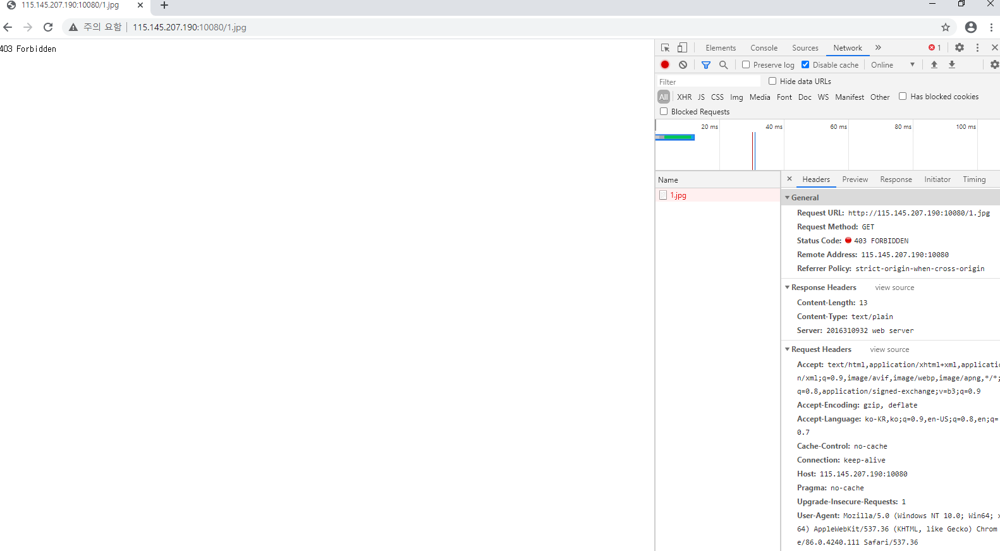 115.145.207.190:10080/1.jpg
주의 요함 115.145.207.190:10080/1.jpg
403 Forbidden
Elements Console Sources Network » 1
Preserve log Disable cache Online
Filter Hide data URLs
All XHR JS CSS Img Media Font Doc WS Manifest Other Has blocked cookies
Blocked Requests
20 ms 40 ms 60 ms 80 ms 100 ms
Name
1.jpg
Headers Preview Response Initiator Timing
General
Request URL: http://115.145.207.190:10080/1.jpg
Request Method: GET
Status Code: 403 FORBIDDEN
Remote Address: 115.145.207.190:10080
Referrer Policy: strict-origin-when-cross-origin
Response Headers view source
Content-Length: 13
Content-Type: text/plain
Server: 2016310932 web server
Request Headers view source
Accept: text/html,application/xhtml+xml,applicatio
n/xml;q=0.9,image/avif,image/webp,image/apng,*/*;
q=0.8,application/signed-exchange;v=b3;q=0.9
Accept-Encoding: gzip, deflate
Accept-Language: ko-KR,ko;q=0.9,en-US;q=0.8,en;q=
0.7
Cache-Control: no-cache
Connection: keep-alive
Host: 115.145.207.190:10080
Pragma: no-cache
Upgrade-Insecure-Requests: 1
User-Agent: Mozilla/5.0 (Windows NT 10.0; Win64; x
64) AppleWebKit/537.36 (KHTML, like Gecko) Chrom
e/86.0.4240.111 Safari/537.36